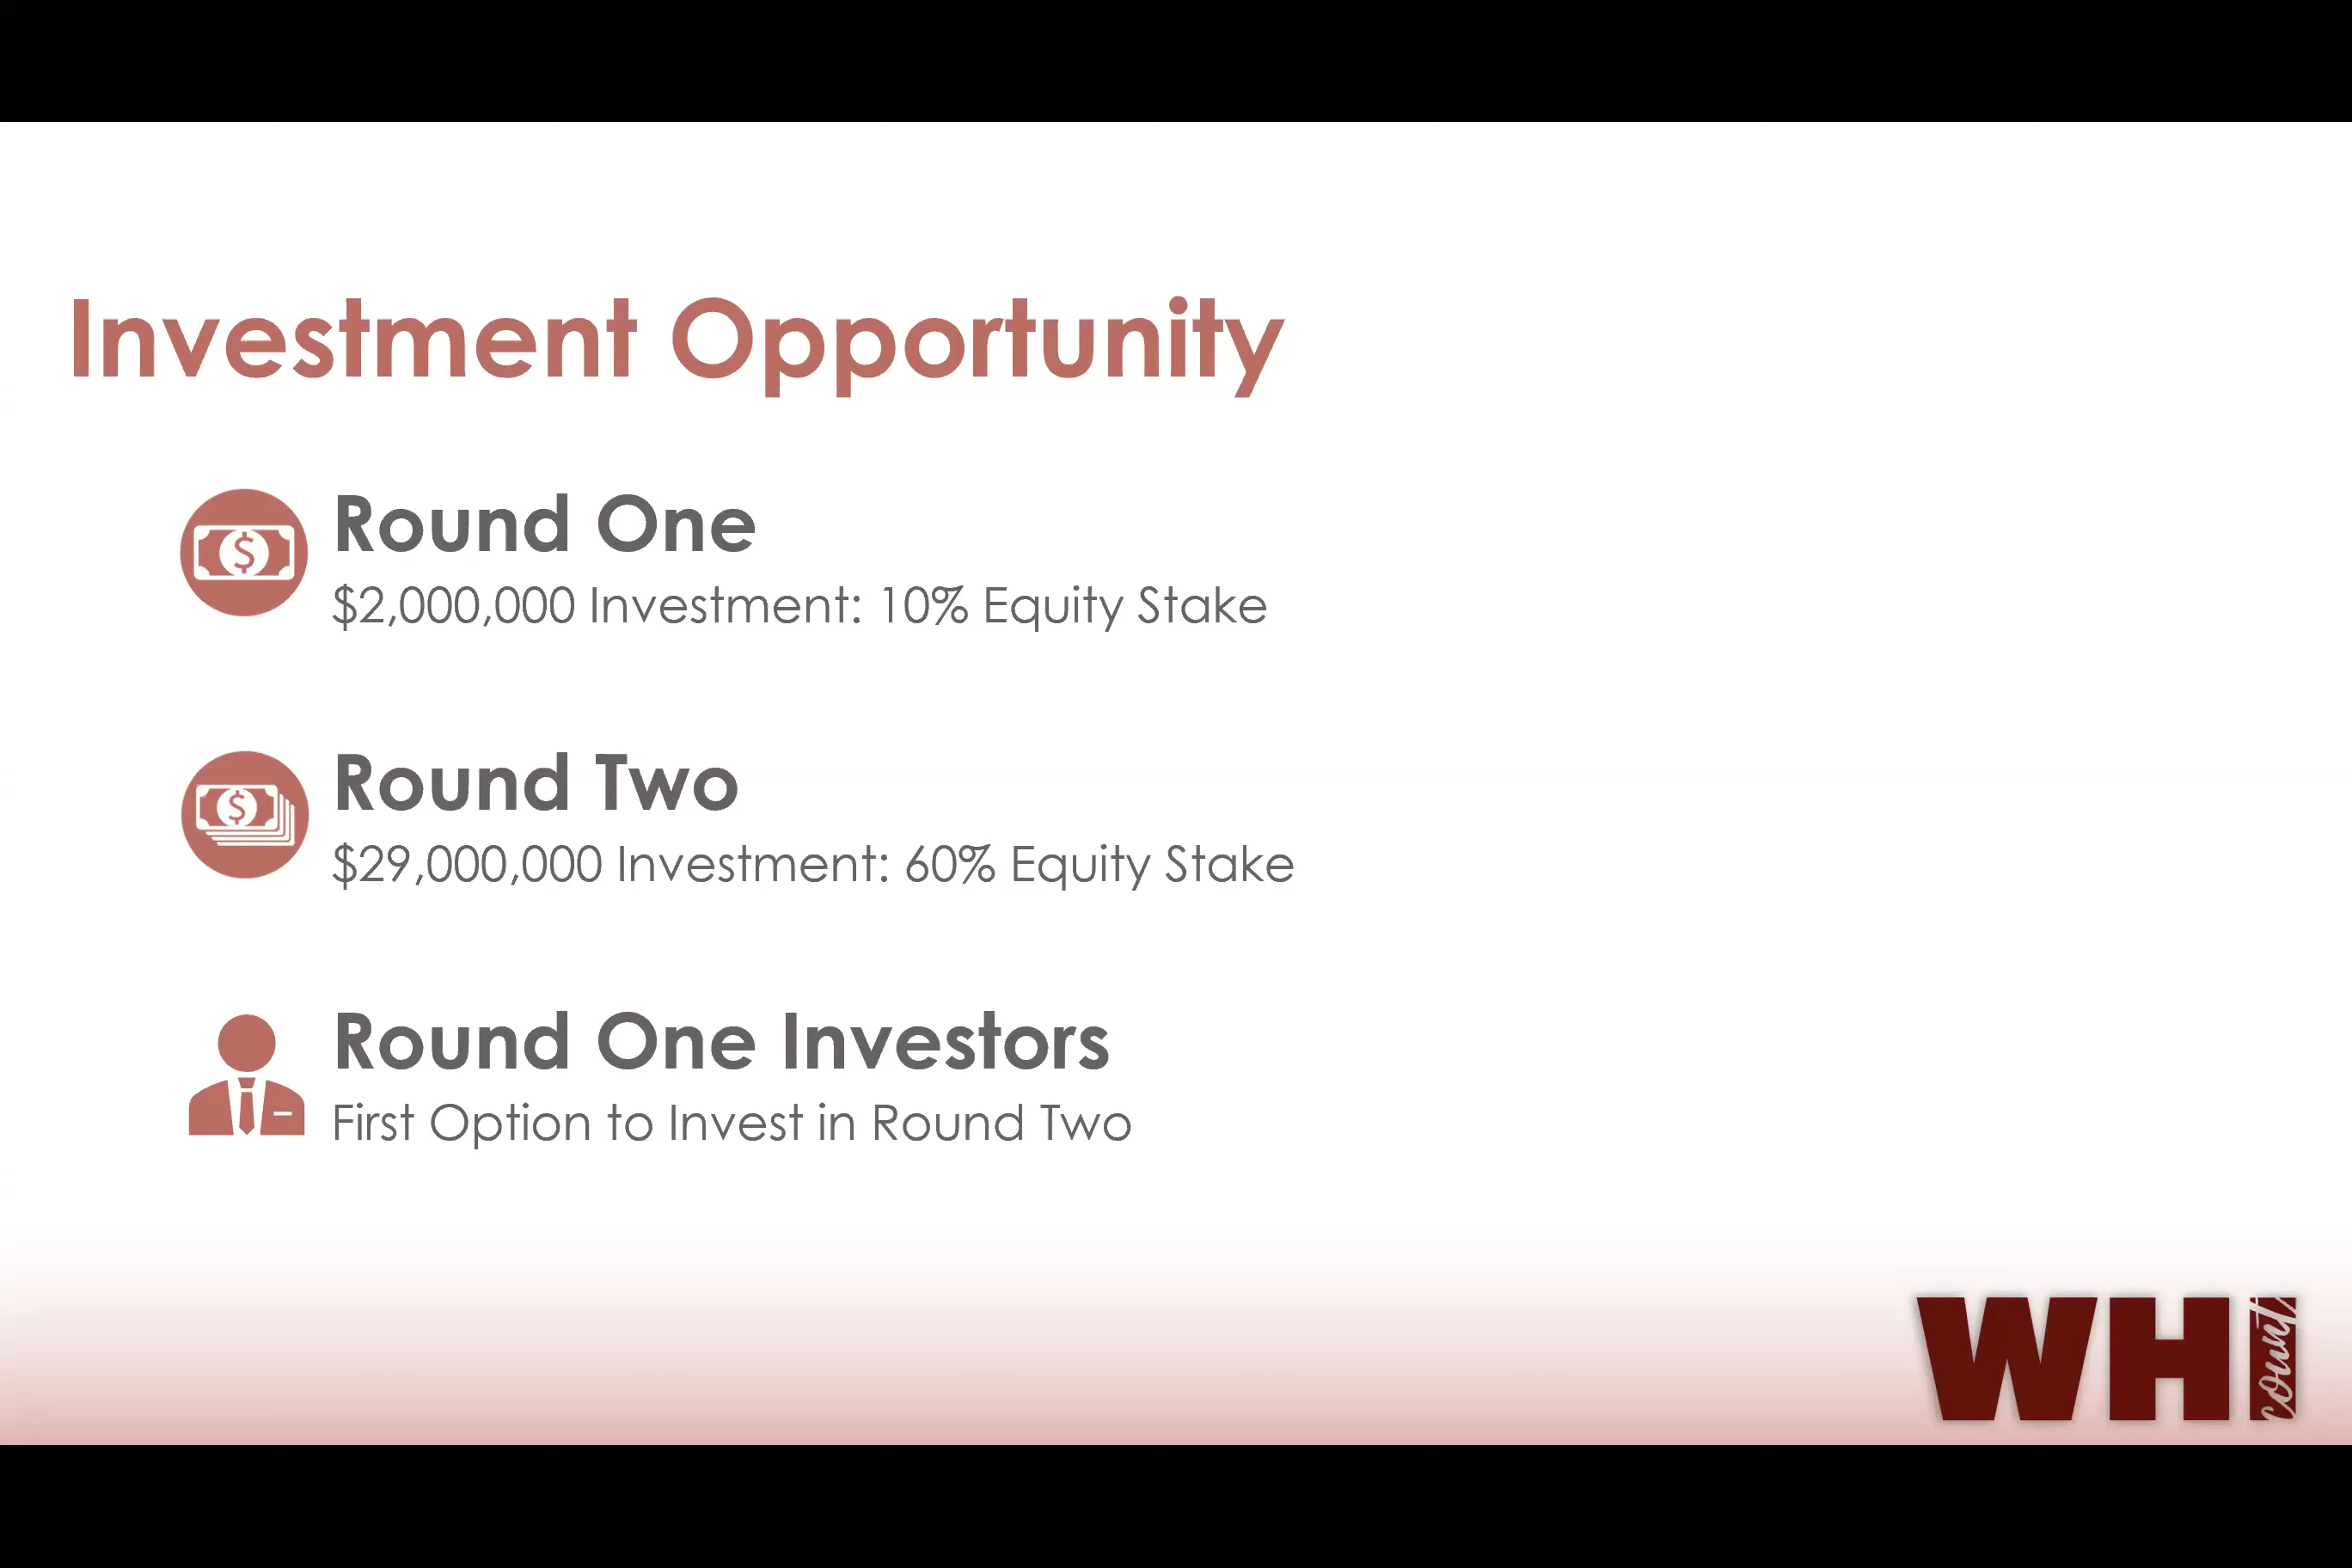 Investment Opportunity
Round One
$2,000,000 Investment: 10% Equity Stake
Round Two
$29,000,000 Investment: 60% Equity Stake
Round One Investors
First Option to Invest in Round Two
WH